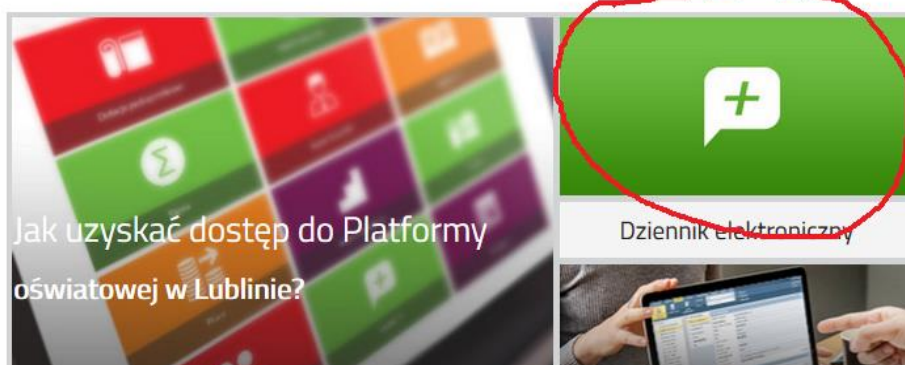 Jak uzyskać dostęp do Platformy
oświatowej w Lublinie?
Dziennik elektroniczny